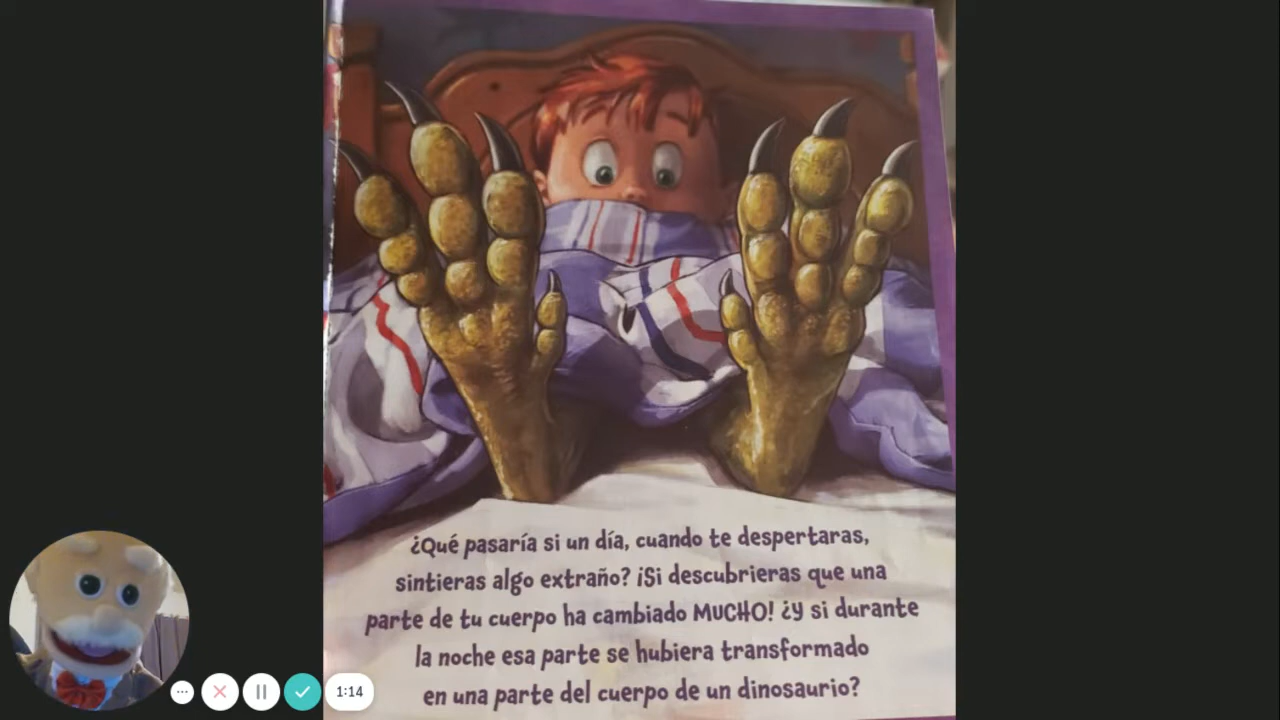 ¿Qué pasaría si un día, cuando te despertaras,
sintieras algo extraño? ¡Si descubrieras que una
parte de tu cuerpo ha cambiado MUCHO! ¿Y si durante
la noche esa parte se hubiera transformado
en una parte del cuerpo de un dinosaurio?
1:14